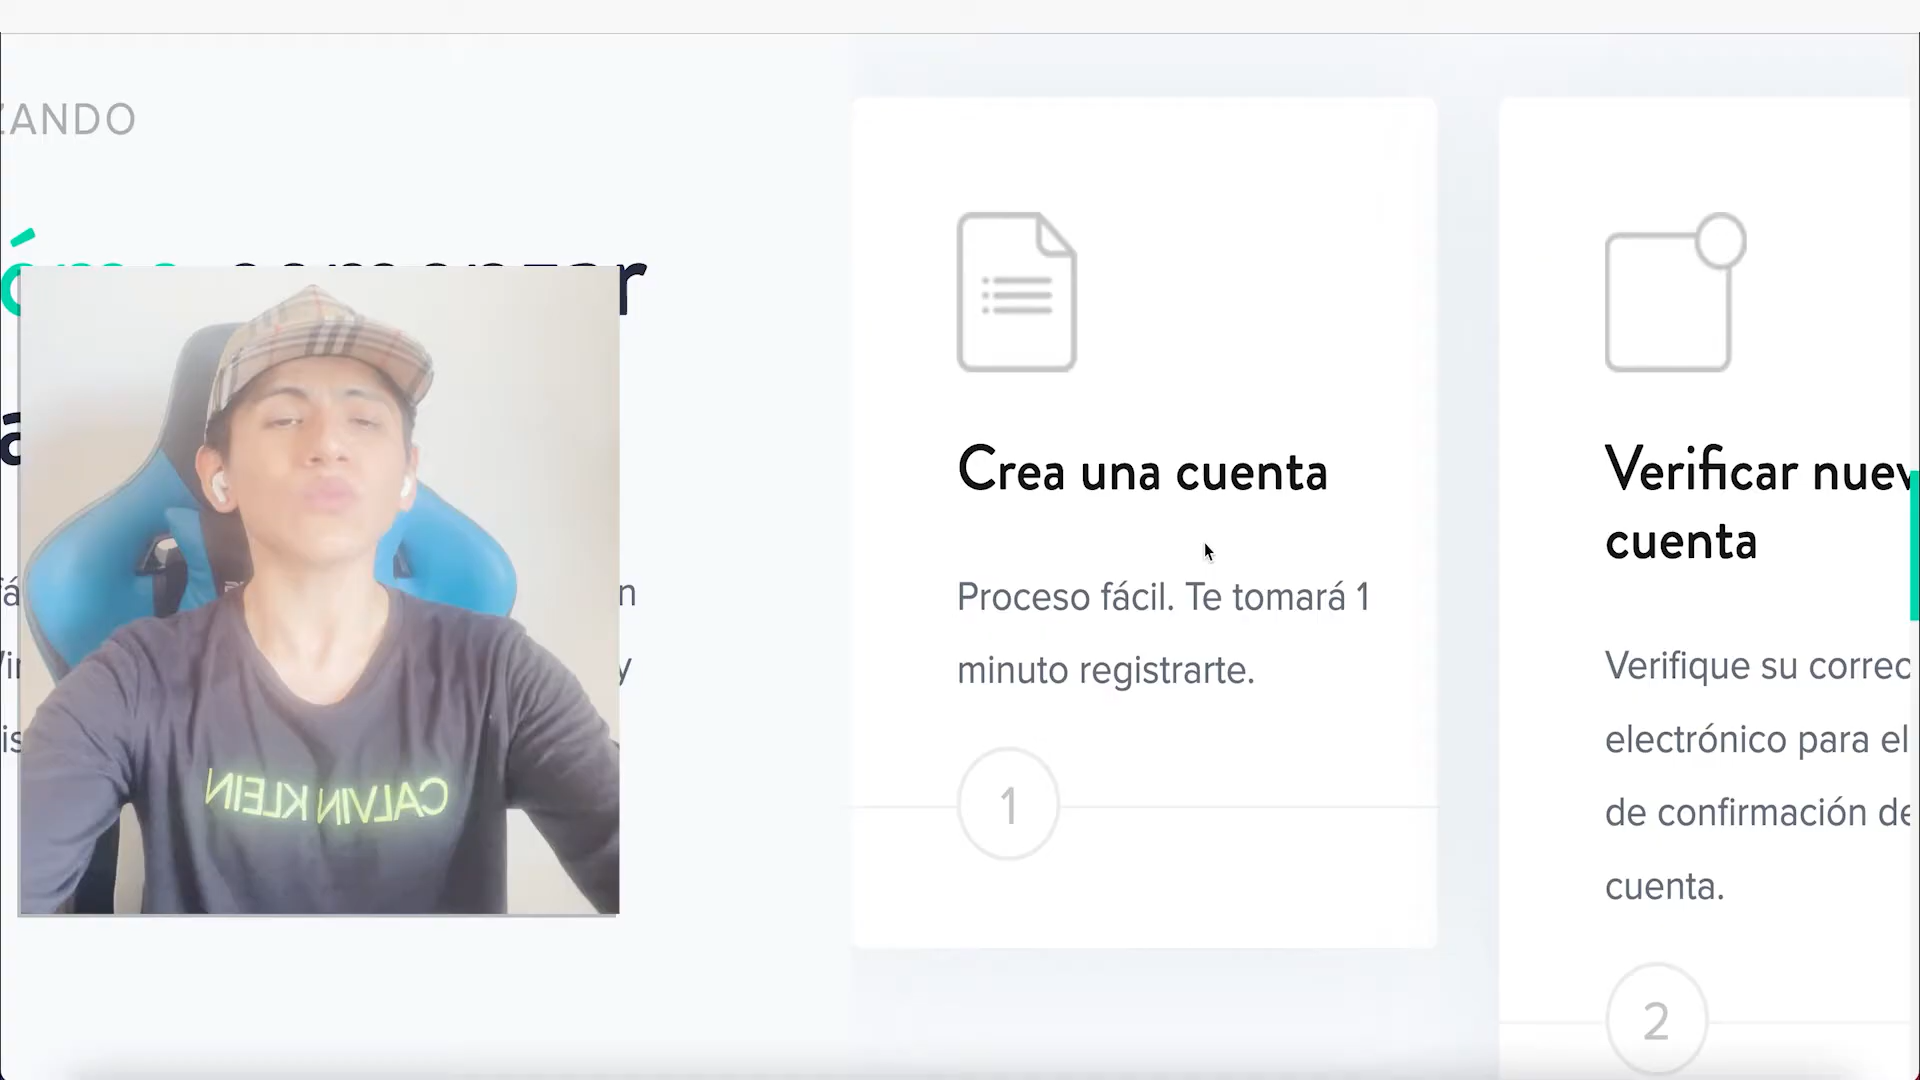 ZANDO
Crea una cuenta
Proceso fácil. Te tomará 1
minuto registrarte.
1
Verificar nuev
cuenta
Verifique su correo
electrónico para el
de confirmación de
cuenta.
2
CALVIN KLEIN